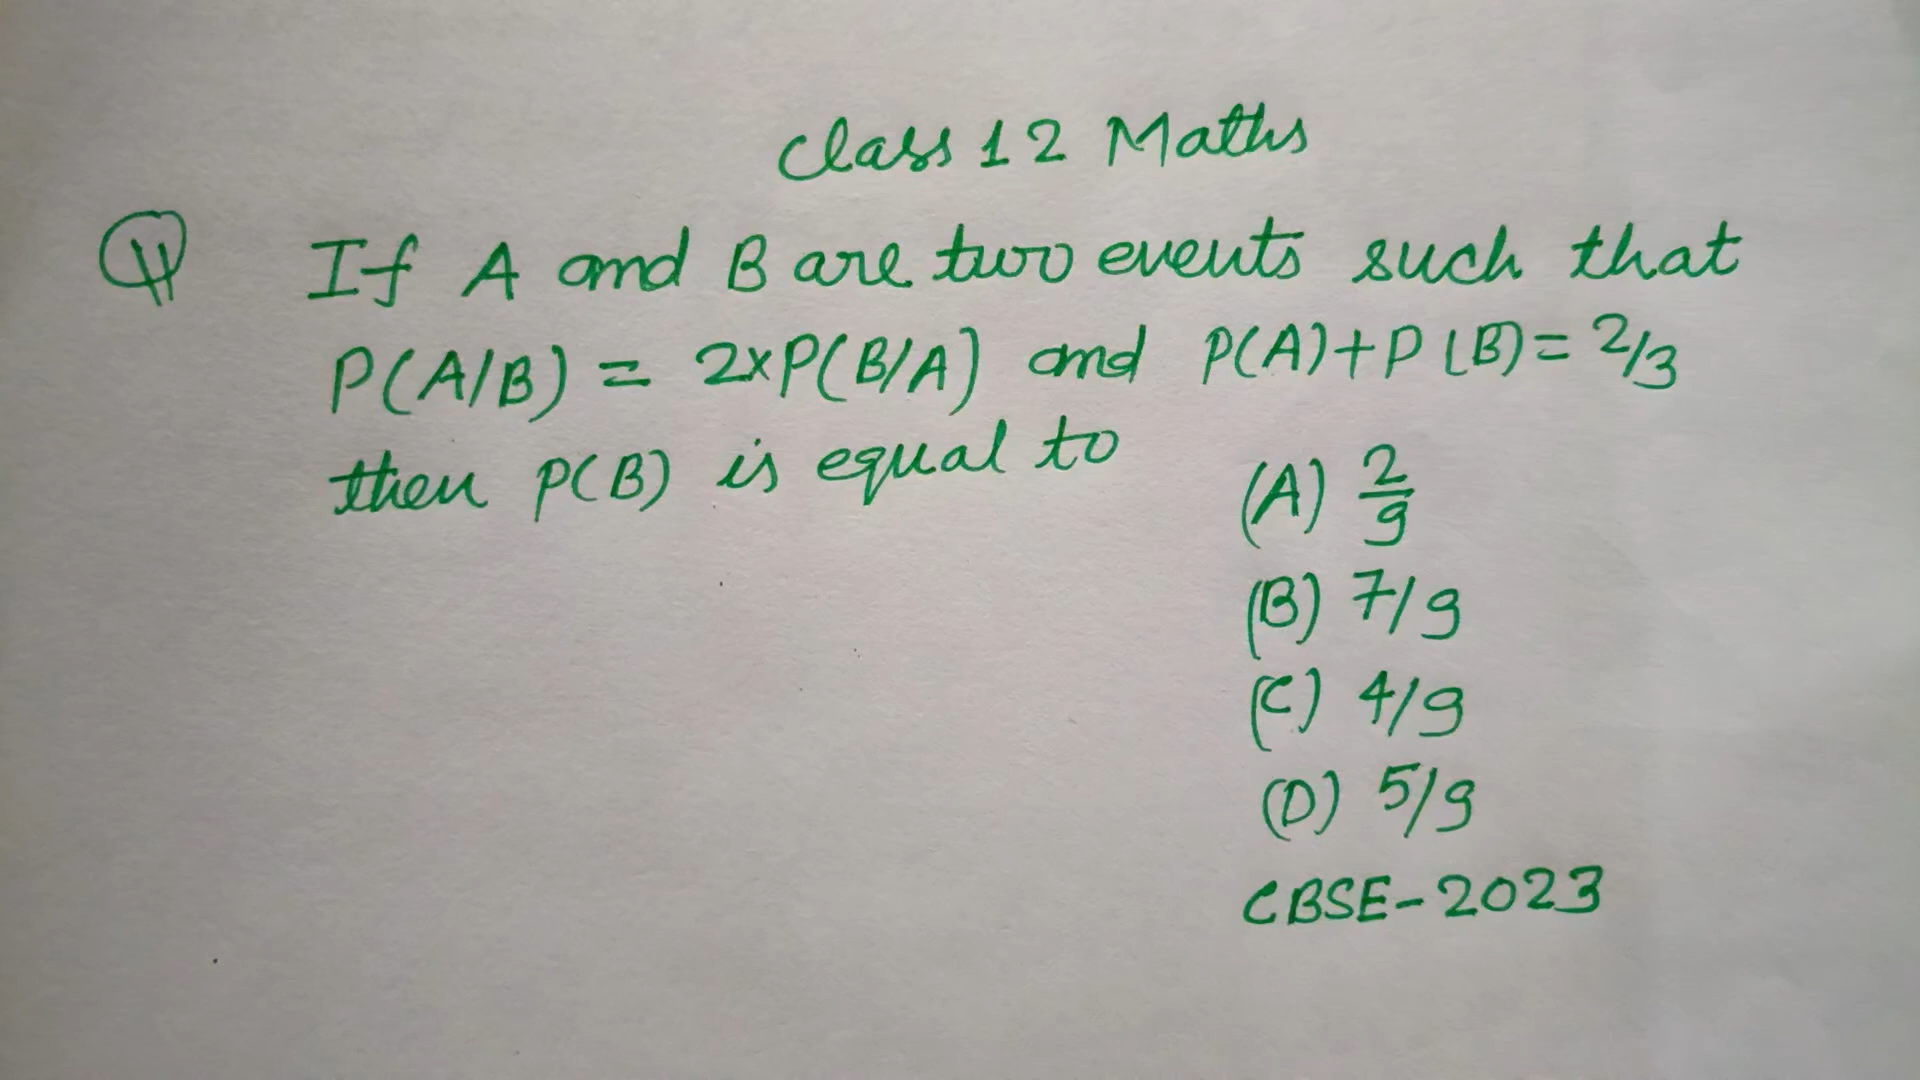 Class 12 Maths
Q If A and B are two events such that
P(A/B) = 2xP(B/A) and P(A)+P(B)= 2/3
then P(B) is equal to
(A) 2/9
(B) 7/9
(C) 4/9
(D) 5/9
CBSE-2023